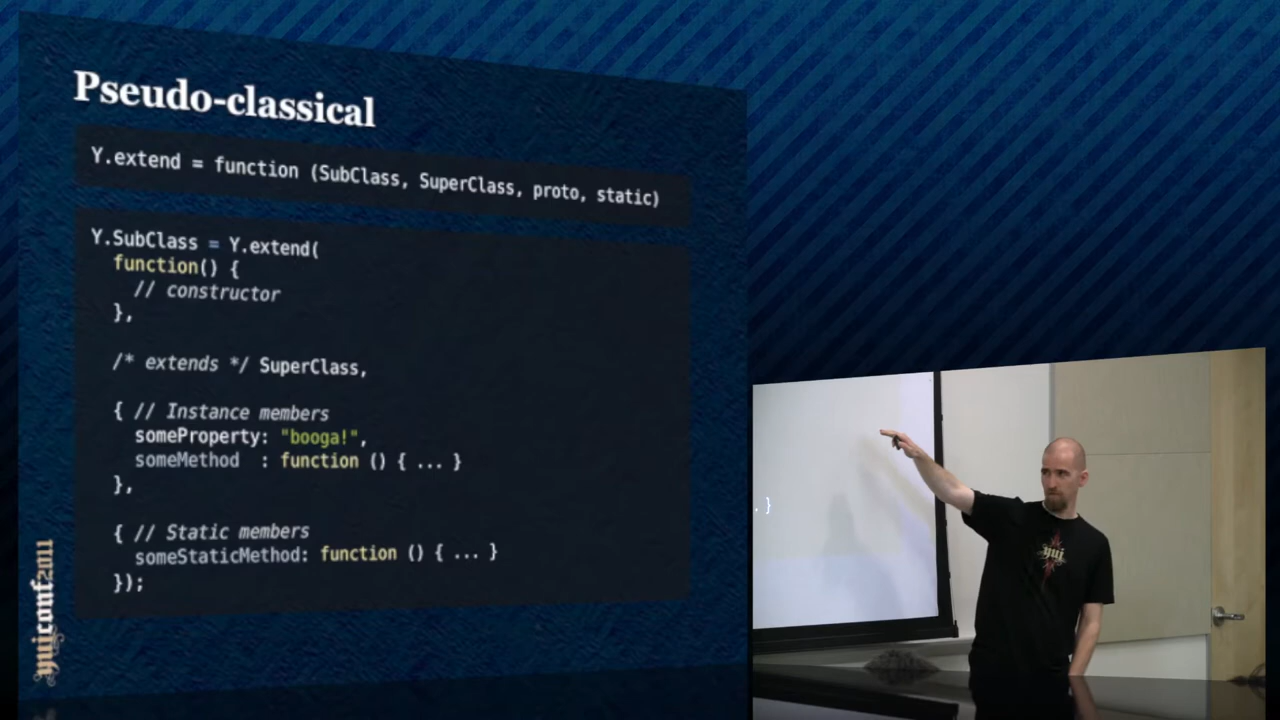 Pseudo-classical
Y.extend = function (SubClass, SuperClass, proto, static)
Y.SubClass = Y.extend(
function() {
// constructor
},
/* extends */ SuperClass,
{ // Instance members
someProperty: "booga!",
someMethod : function () { ... }
},
{ // Static members
someStaticMethod: function () { ... }
});
yuiconf2011
. }
yui